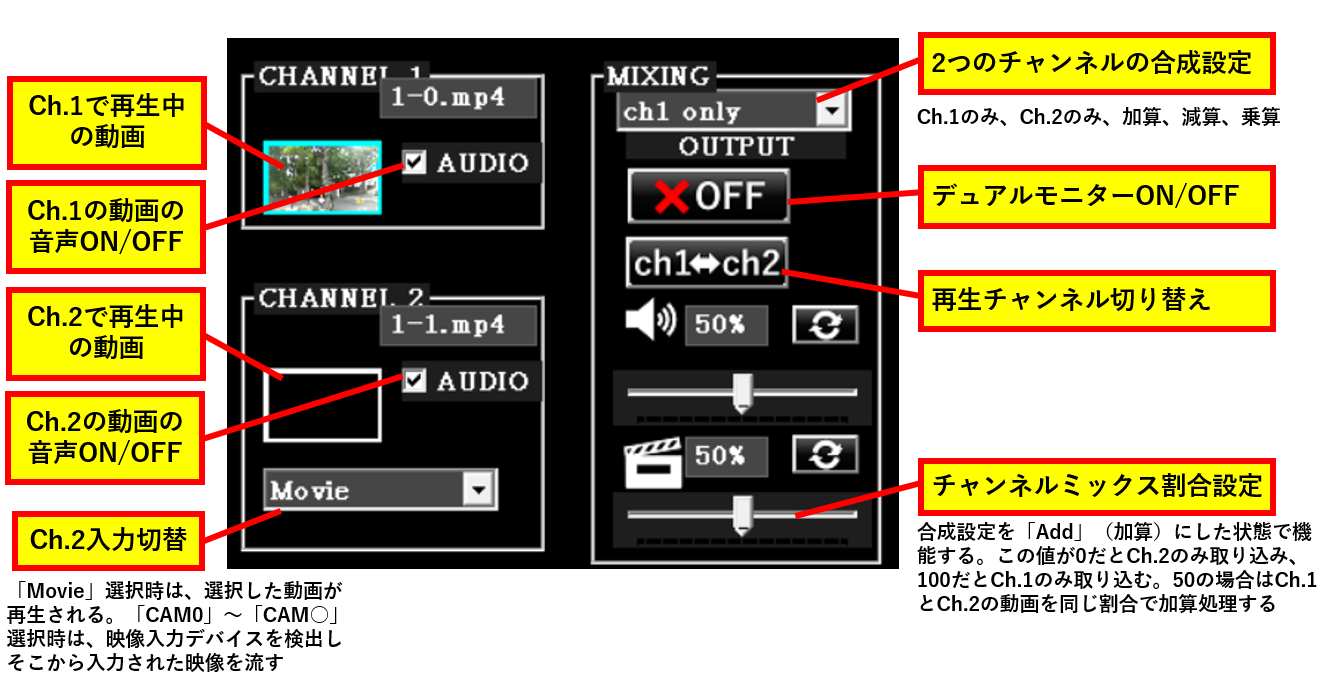 Ch.1で再生中
の動画
Ch.1の動画の
音声ON/OFF
Ch.2で再生中
の動画
Ch.2の動画の
音声ON/OFF
Ch.2入力切替
「Movie」選択時は、選択した動画が
再生される。「CAM0」～「CAM○」
選択時は、映像入力デバイスを検出し
そこから入力された映像を流す
CHANNEL 1
1-0.mp4
AUDIO
CHANNEL 2
1-1.mp4
AUDIO
Movie
MIXING
ch1 only
OUTPUT
OFF
ch1⇔ch2
50%
50%
2つのチャンネルの合成設定
Ch.1のみ、Ch.2のみ、加算、減算、乗算
デュアルモニターON/OFF
再生チャンネル切り替え
チャンネルミックス割合設定
合成設定を「Add」（加算）にした状態で機
能する。この値が0だとCh.2のみ取り込み、
100だとCh.1のみ取り込む。50の場合はCh.1
とCh.2の動画を同じ割合で加算処理する